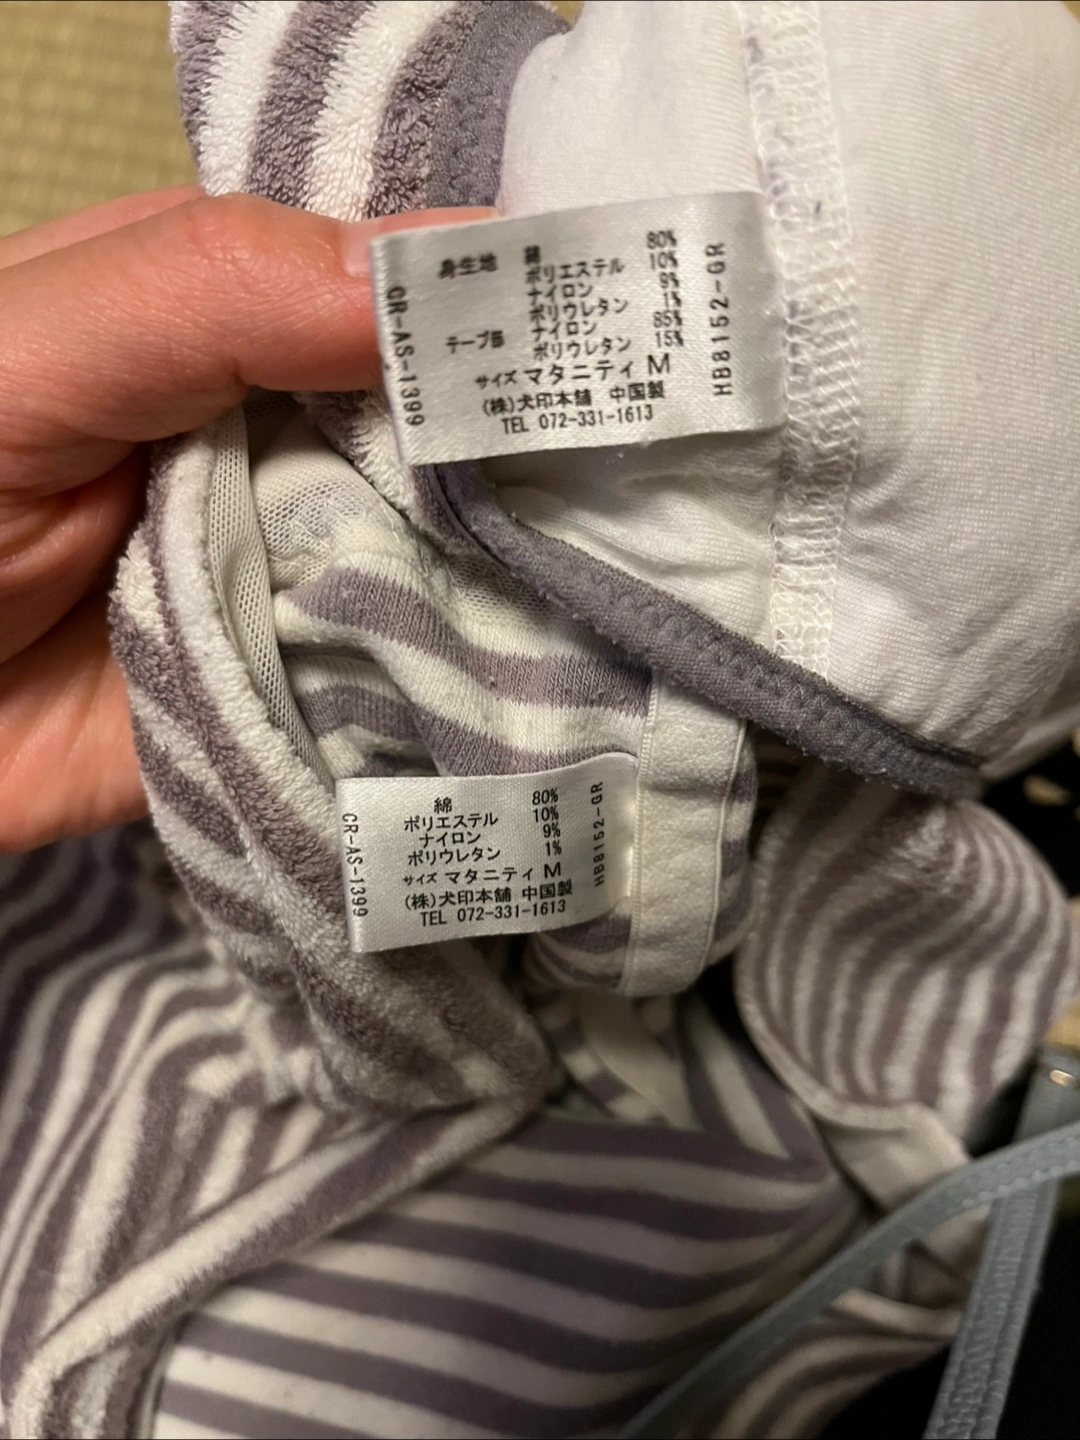 身生地 綿 80%
ポリエステル 10%
ナイロン 9%
ポリウレタン 1%
テープ部 ナイロン 85%
ポリウレタン 15%
サイズ マタニティ M
(株)犬印本舗 中国製
TEL 072-331-1613
CR-AS-1399
HB8152-GR
綿 80%
ポリエステル 10%
ナイロン 9%
ポリウレタン 1%
サイズ マタニティ M
(株)犬印本舗 中国製
TEL 072-331-1613
CR-AS-1399
HB8152-GR